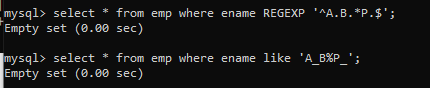 mysql> select * from emp where ename REGEXP '^A.B.*P.$';
Empty set (0.00 sec)
mysql> select * from emp where ename like 'A_B%P_';
Empty set (0.00 sec)